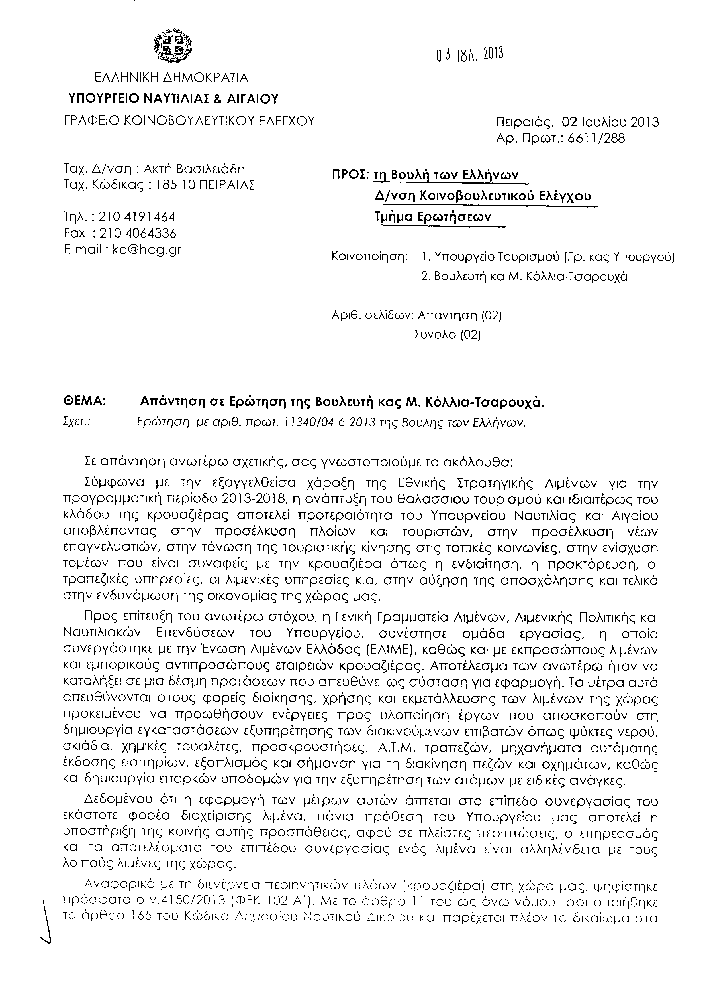 03 ΙΟΥΛ. 2013
ΕΛΛΗΝΙΚΗ ΔΗΜΟΚΡΑΤΙΑ
ΥΠΟΥΡΓΕΙΟ ΝΑΥΤΙΛΙΑΣ & ΑΙΓΑΙΟΥ
ΓΡΑΦΕΙΟ ΚΟΙΝΟΒΟΥΛΕΥΤΙΚΟΥ ΕΛΕΓΧΟΥ
Πειραιάς, 02 Ιουλίου 2013
Αρ. Πρωτ.: 6611/288
Ταχ. Δ/νση : Ακτή Βασιλειάδη
Ταχ. Κώδικας : 185 10 ΠΕΙΡΑΙΑΣ
Τηλ. : 210 4191464
Fax : 210 4064336
E-mail : ke@hcg.gr
ΠΡΟΣ: τη Βουλή των Ελλήνων
Δ/νση Κοινοβουλευτικού Ελέγχου
Τμήμα Ερωτήσεων
Κοινοποίηση: 1. Υπουργείο Τουρισμού (Γρ. κας Υπουργού)
2. Βουλευτή κα Μ. Κόλλια-Τσαρουχά
Αριθ. σελίδων: Απάντηση (02)
Σύνολο (02)
ΘΕΜΑ: Απάντηση σε Ερώτηση της Βουλευτή κας Μ. Κόλλια-Τσαρουχά.
Σχετ.: Ερώτηση με αριθ. πρωτ. 11340/04-6-2013 της Βουλής των Ελλήνων.
Σε απάντηση ανωτέρω σχετικής, σας γνωστοποιούμε τα ακόλουθα:
Σύμφωνα με την εξαγγελθείσα χάραξη της Εθνικής Στρατηγικής Λιμένων για την
προγραμματική περίοδο 2013-2018, η ανάπτυξη του θαλάσσιου τουρισμού και ιδιαιτέρως του
κλάδου της κρουαζιέρας αποτελεί προτεραιότητα του Υπουργείου Ναυτιλίας και Αιγαίου
αποβλέποντας στην προσέλκυση πλοίων και τουριστών, στην προσέλκυση νέων
επαγγελματιών, στην τόνωση της τουριστικής κίνησης στις τοπικές κοινωνίες, στην ενίσχυση
τομέων που είναι συναφείς με την κρουαζιέρα όπως η ενδιαίτηση, η πρακτόρευση, οι
τραπεζικές υπηρεσίες, οι λιμενικές υπηρεσίες κ.α, στην αύξηση της απασχόλησης και τελικά
στην ενδυνάμωση της οικονομίας της χώρας μας.
Προς επίτευξη του ανωτέρω στόχου, η Γενική Γραμματεία Λιμένων, Λιμενικής Πολιτικής και
Ναυτιλιακών Επενδύσεων του Υπουργείου, συνέστησε ομάδα εργασίας, η οποία
συνεργάστηκε με την Ένωση Λιμένων Ελλάδας (ΕΛΙΜΕ), καθώς και με εκπροσώπους λιμένων
και εμπορικούς αντιπροσώπους εταιρειών κρουαζιέρας. Αποτέλεσμα των ανωτέρω ήταν να
καταλήξει σε μια δέσμη προτάσεων που απευθύνει ως σύσταση για εφαρμογή. Τα μέτρα αυτά
απευθύνονται στους φορείς διοίκησης, χρήσης και εκμετάλλευσης των λιμένων της χώρας
προκειμένου να προωθήσουν ενέργειες προς υλοποίηση έργων που αποσκοπούν στη
δημιουργία εγκαταστάσεων εξυπηρέτησης των διακινούμενων επιβατών όπως ψύκτες νερού,
σκιάδια, χημικές τουαλέτες, προσκρουστήρες, Α.Τ.Μ. τραπεζών, μηχανήματα αυτόματης
έκδοσης εισιτηρίων, εξοπλισμός και σήμανση για τη διακίνηση πεζών και οχημάτων, καθώς
και δημιουργία επαρκών υποδομών για την εξυπηρέτηση των ατόμων με ειδικές ανάγκες.
Δεδομένου ότι η εφαρμογή των μέτρων αυτών άπτεται στο επίπεδο συνεργασίας του
εκάστοτε φορέα διαχείρισης λιμένα, πάγια πρόθεση του Υπουργείου μας αποτελεί η
υποστήριξη της κοινής αυτής προσπάθειας, αφού σε πλείστες περιπτώσεις, ο επηρεασμός
και τα αποτελέσματα του επιπέδου συνεργασίας ενός λιμένα είναι αλληλένδετα με τους
λοιπούς λιμένες της χώρας.
Αναφορικά με τη διενέργεια περιηγητικών πλόων (κρουαζιέρα) στη χώρα μας, ψηφίστηκε
πρόσφατα ο ν.4150/2013 (ΦΕΚ 102 Α΄). Με το άρθρο 11 του ως άνω νόμου τροποποιήθηκε
το άρθρο 165 του Κώδικα Δημοσίου Ναυτικού Δικαίου και παρέχεται πλέον το δικαίωμα στα